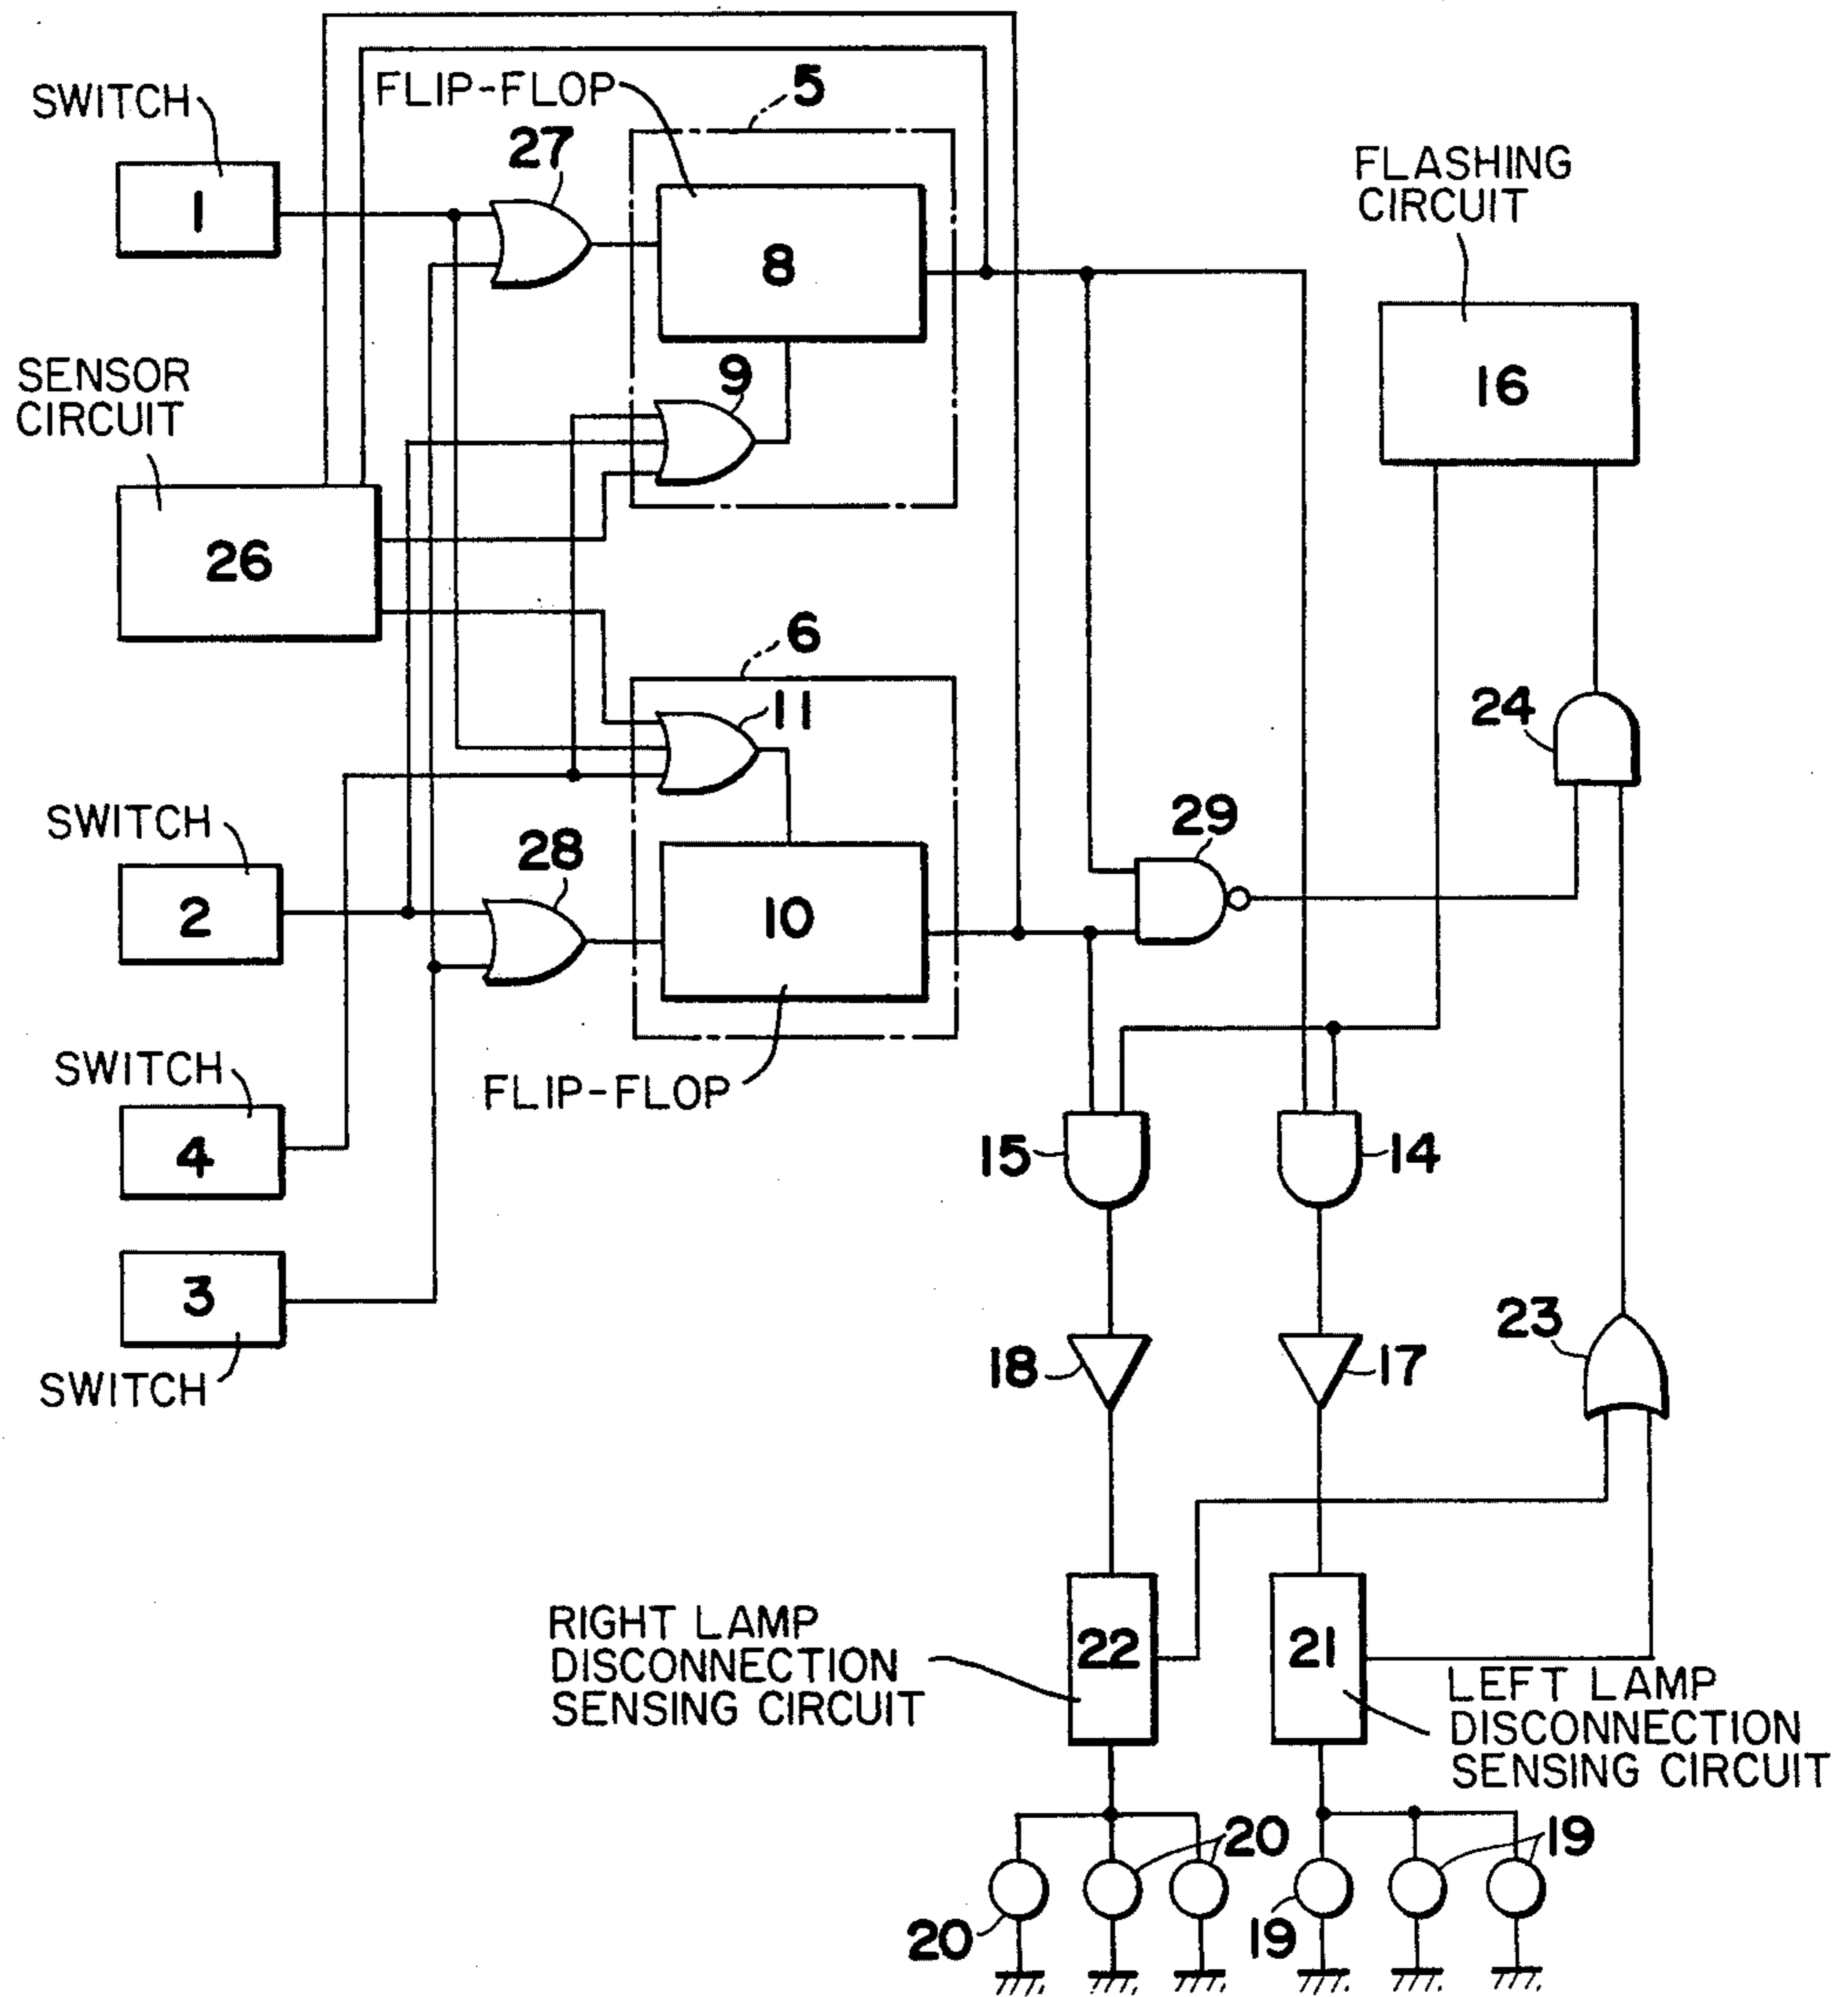 SWITCH
FLIP-FLOP
5
27
1
8
FLASHING
CIRCUIT
16
SENSOR
CIRCUIT
9
26
6
11
24
SWITCH
28
29
2
10
SWITCH
FLIP-FLOP
4
15
14
3
SWITCH
18
17
23
RIGHT LAMP
DISCONNECTION
SENSING CIRCUIT
22
21
LEFT LAMP
DISCONNECTION
SENSING CIRCUIT
20
19
20
19